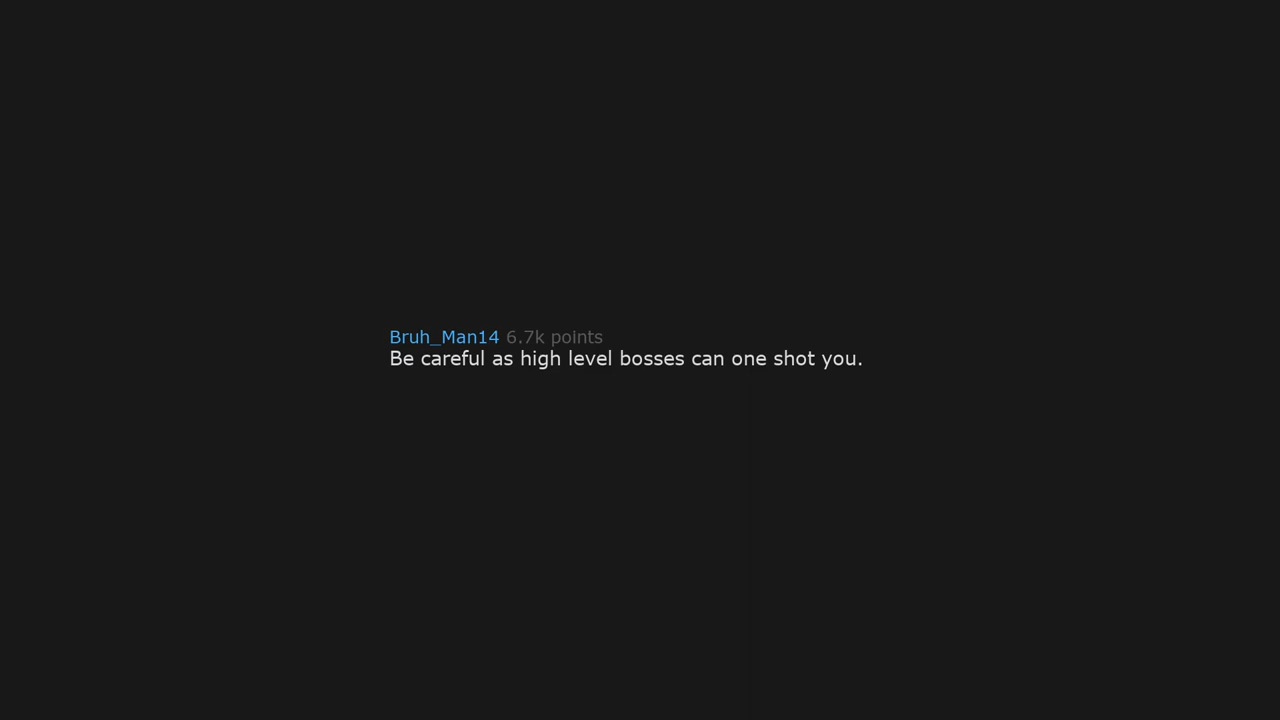 Bruh_Man14 6.7k points
Be careful as high level bosses can one shot you.